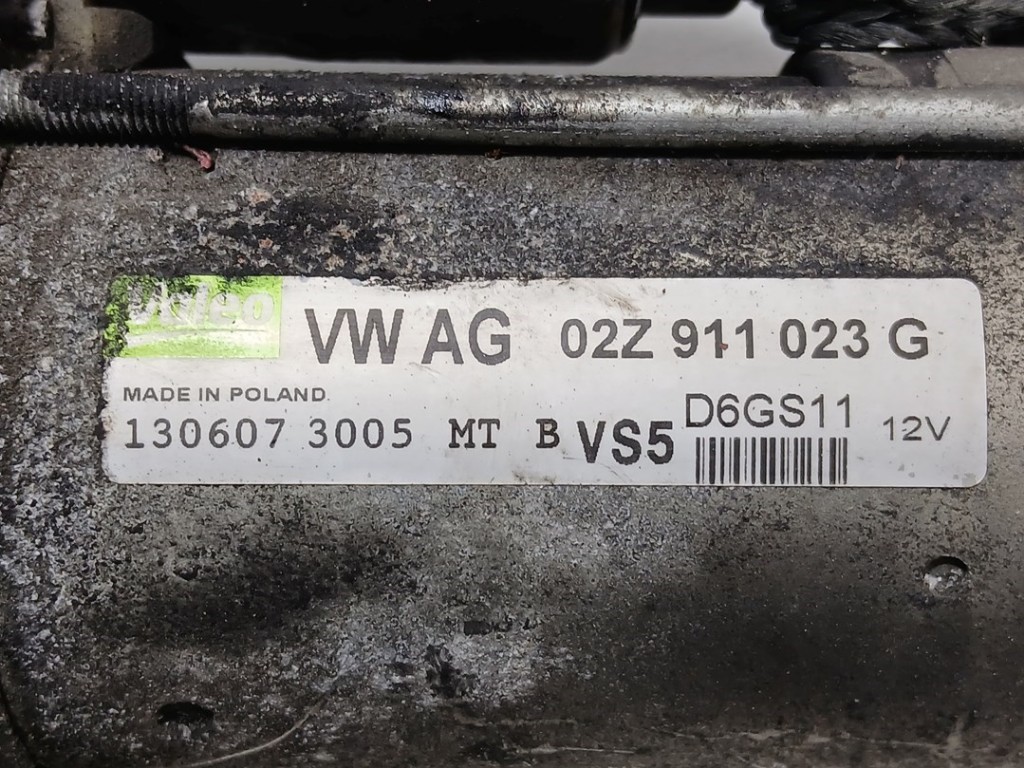 Valeo VW AG 02Z 911 023 G
MADE IN POLAND
130607 3005 MT B VS5 D6GS11 12V